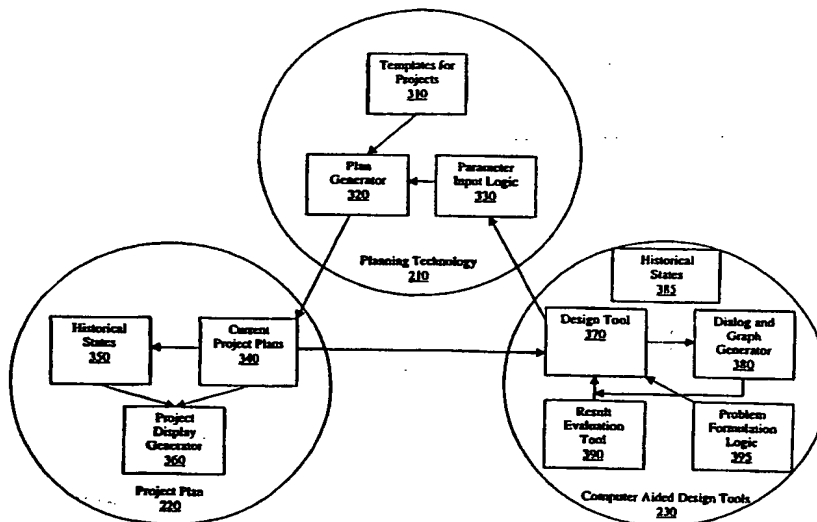 Templates for
Projects
310
Plan
Generator
320
Parameter
Input Logic
330
Planning Technology
210
Historical
States
350
Current
Project Plans
340
Project
Display
Generator
360
Project Plan
220
Historical
States
385
Design Tool
370
Dialog and
Graph
Generator
380
Result
Evaluation
Tool
390
Problem
Formulation
Logic
395
Computer Aided Design Tools
230